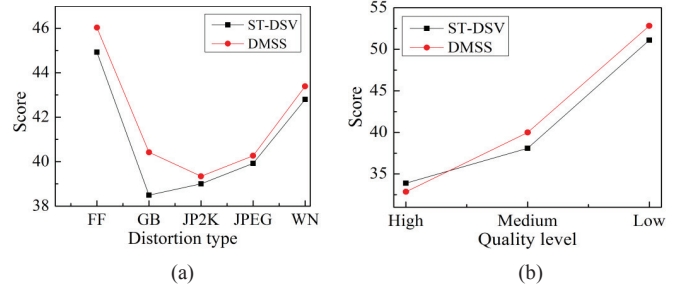 46
44
42
40
38
Score
ST-DSV
DMSS
FF GB JP2K JPEG WN
Distortion type
(a)
55
50
45
40
35
Score
ST-DSV
DMSS
High Medium Low
Quality level
(b)